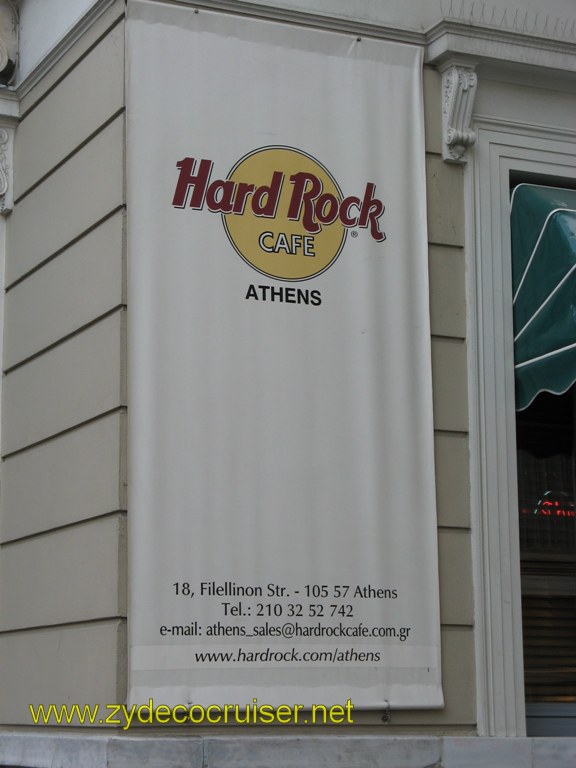 Hard Rock
CAFE
®
ATHENS
18, Filellinon Str. - 105 57 Athens
Tel.: 210 32 52 742
e-mail: athens_sales@hardrockcafe.com.gr
www.hardrock.com/athens
www.zydecocruiser.net